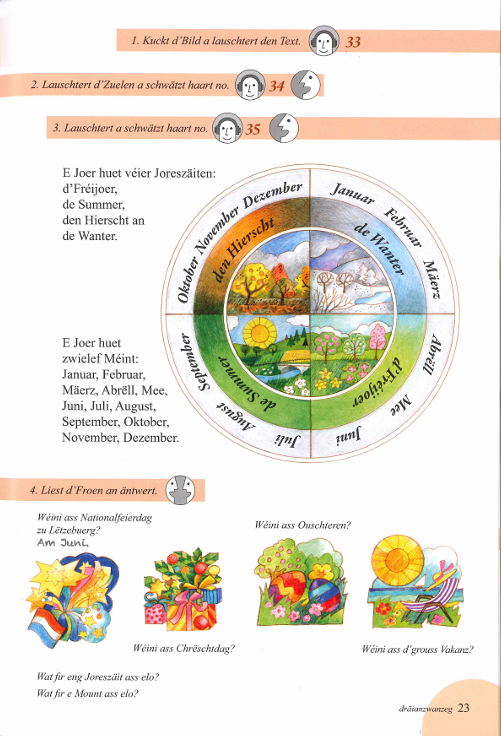 1. Kuckt d'Bild a lauschtert den Text. 33
2. Lauschtert d'Zuelen a schwätzt haart no. 34
3. Lauschtert a schwätzt haart no. 35
E Joer huet véier Joreszäiten:
d'Fréijoer,
de Summer,
den Hierscht an
de Wanter.
Oktober November Dezember
Januar Februar Mäerz
den Hierscht
de Wanter
E Joer huet
zwielef Méint:
Januar, Februar,
Mäerz, Abrëll, Mee,
Juni, Juli, August,
September, Oktober,
November, Dezember.
September August Juli
Abrëll Mee Juni
de Summer
d'Fréijoer
4. Liest d'Froen an äntwert.
Wéini ass Nationalfeierdag
zu Lëtzebuerg?
Am Juni.
Wéini ass Ouschteren?
Wéini ass Chrëschtdag?
Wéini ass d'grouss Vakanz?
Wat fir eng Joreszäit ass elo?
Wat fir e Mount ass elo?
dräianzwanzeg 23